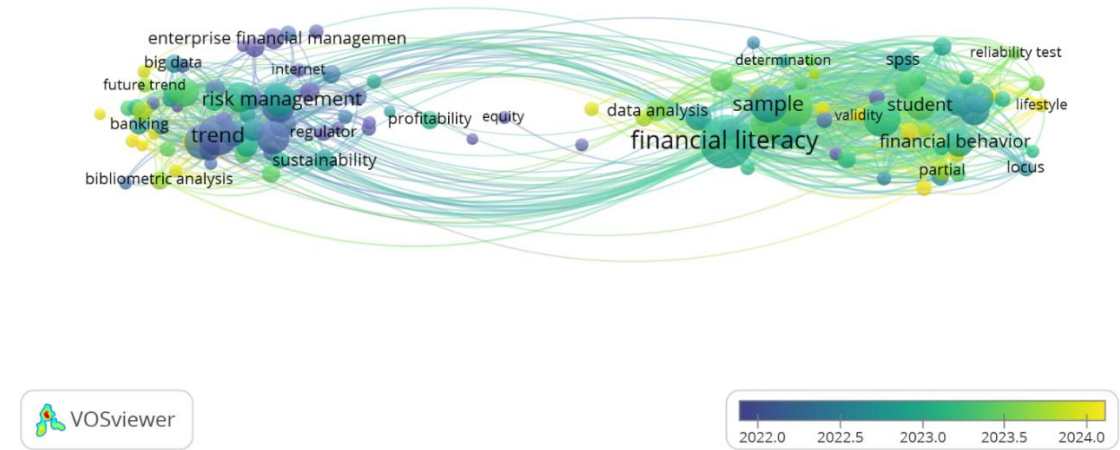 enterprise financial managemen
big data
internet
future trend
risk management
banking
trend
regulator
profitability
equity
sustainability
bibliometric analysis
determination
spss
reliability test
data analysis
sample
validity
student
lifestyle
financial literacy
financial behavior
partial
locus
VOSviewer
2022.0 2022.5 2023.0 2023.5 2024.0